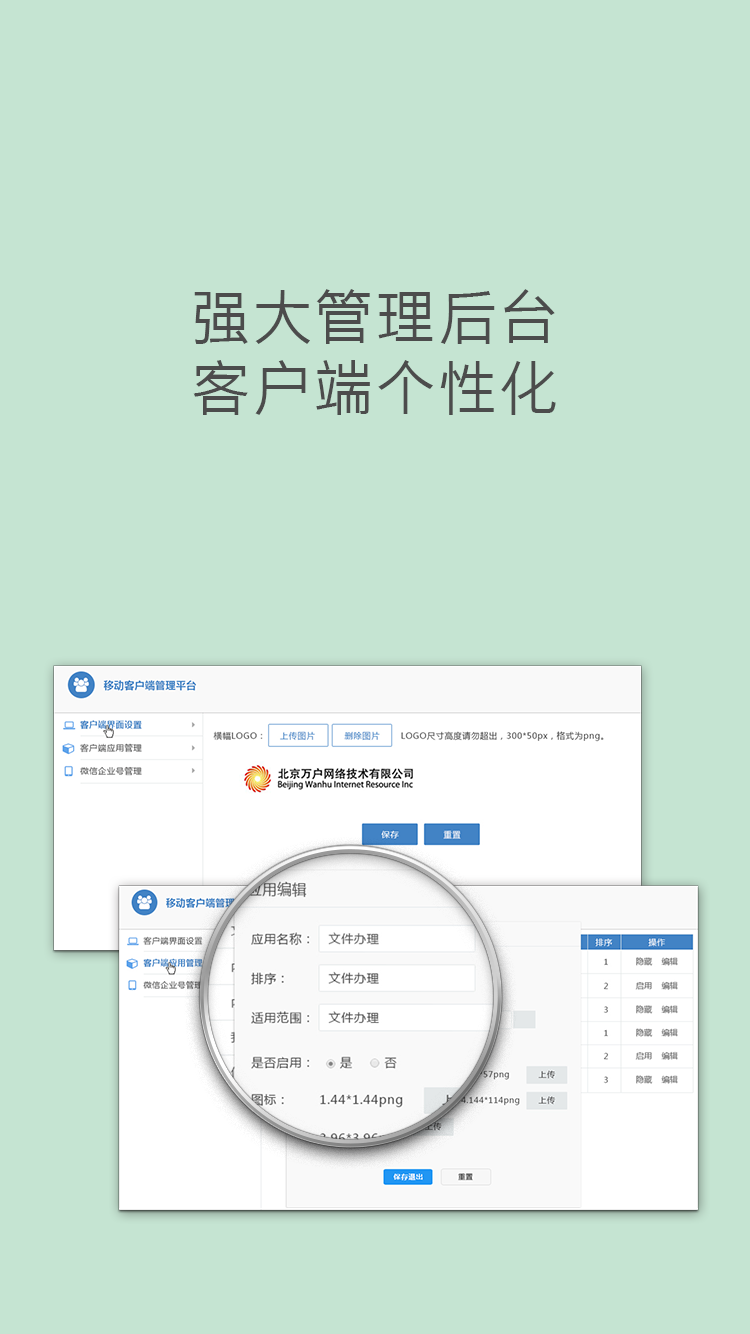 强大管理后台
客户端个性化
移动客户端管理平台
客户端界面设置
客户端应用管理
微信企业号管理
横幅LOGO： 上传图片 删除图片 LOGO尺寸高度请勿超出，300*50px，格式为png。
北京万户网络技术有限公司
Beijing Wanhu Internet Resource Inc
保存 重置
移动客户端管理
客户端界面设置
客户端应用管理
微信企业号管理
应用编辑
应用名称： 文件办理
排序： 文件办理
适用范围： 文件办理
是否启用： 是 否
图标： 1.44*1.44png 上
*57png 上传
4.144*114png 上传
2.96*3.96 上传
保存退出 重置
排序 操作
1 隐藏 编辑
2 启用 编辑
3 隐藏 编辑
1 隐藏 编辑
2 启用 编辑
3 隐藏 编辑